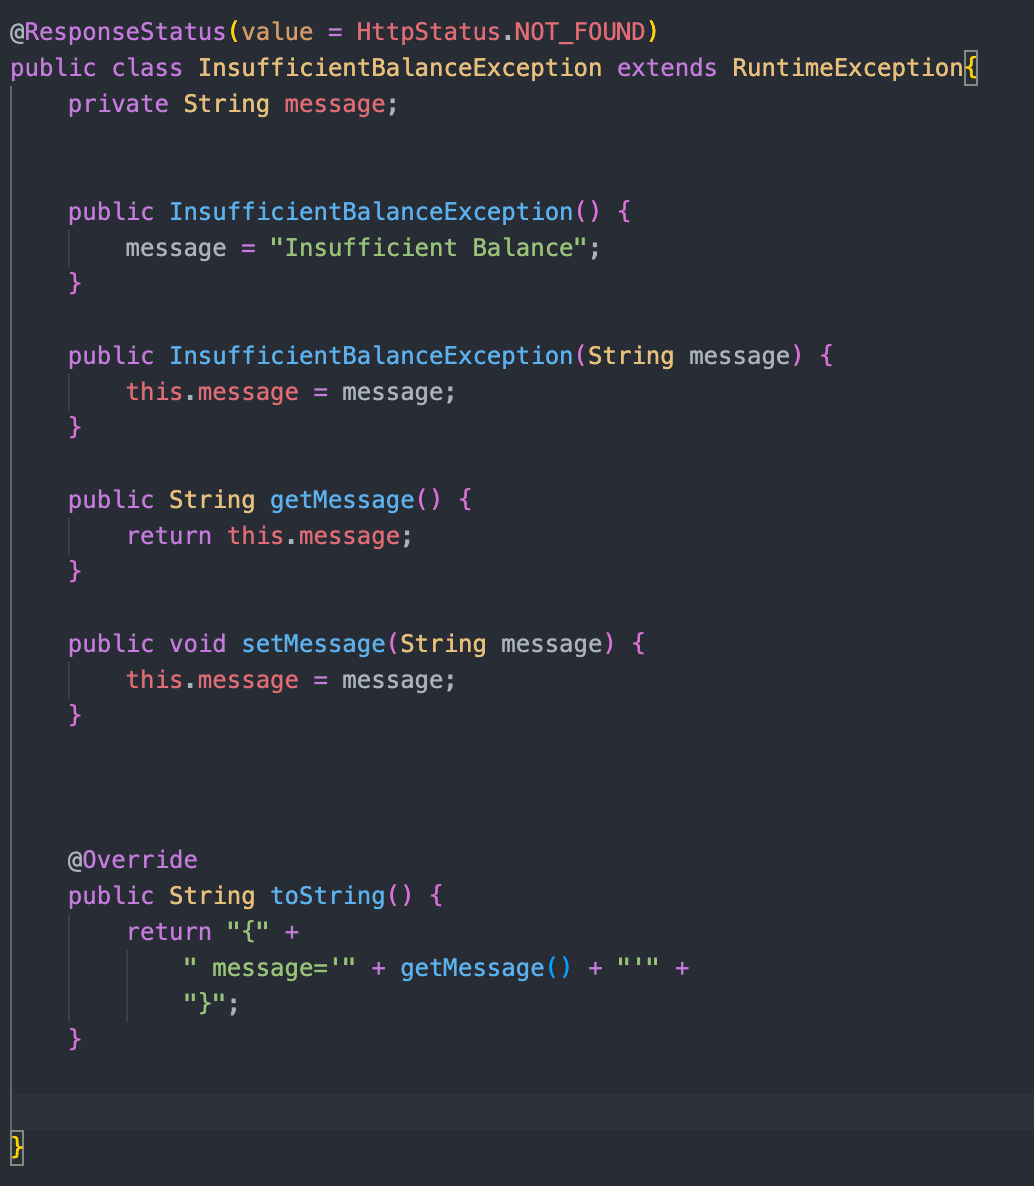 @ResponseStatus(value = HttpStatus.NOT_FOUND)
public class InsufficientBalanceException extends RuntimeException{
    private String message;
    public InsufficientBalanceException() {
        message = "Insufficient Balance";
    }
    public InsufficientBalanceException(String message) {
        this.message = message;
    }
    public String getMessage() {
        return this.message;
    }
    public void setMessage(String message) {
        this.message = message;
    }
    @Override
    public String toString() {
        return "{" +
            " message='" + getMessage() + "'" +
            "}";
    }
}